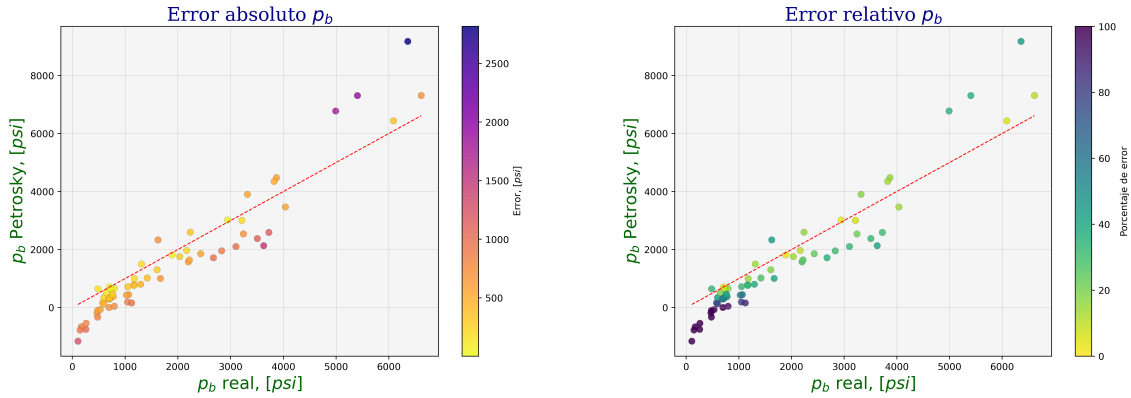 Error absoluto p_b
8000
6000
4000
2000
0
p_b Petrosky, [psi]
0 1000 2000 3000 4000 5000 6000
p_b real, [psi]
2500
2000
1500
1000
500
Error, [psi]
Error relativo p_b
8000
6000
4000
2000
0
p_b Petrosky, [psi]
0 1000 2000 3000 4000 5000 6000
p_b real, [psi]
100
80
60
40
20
0
Porcentaje de error